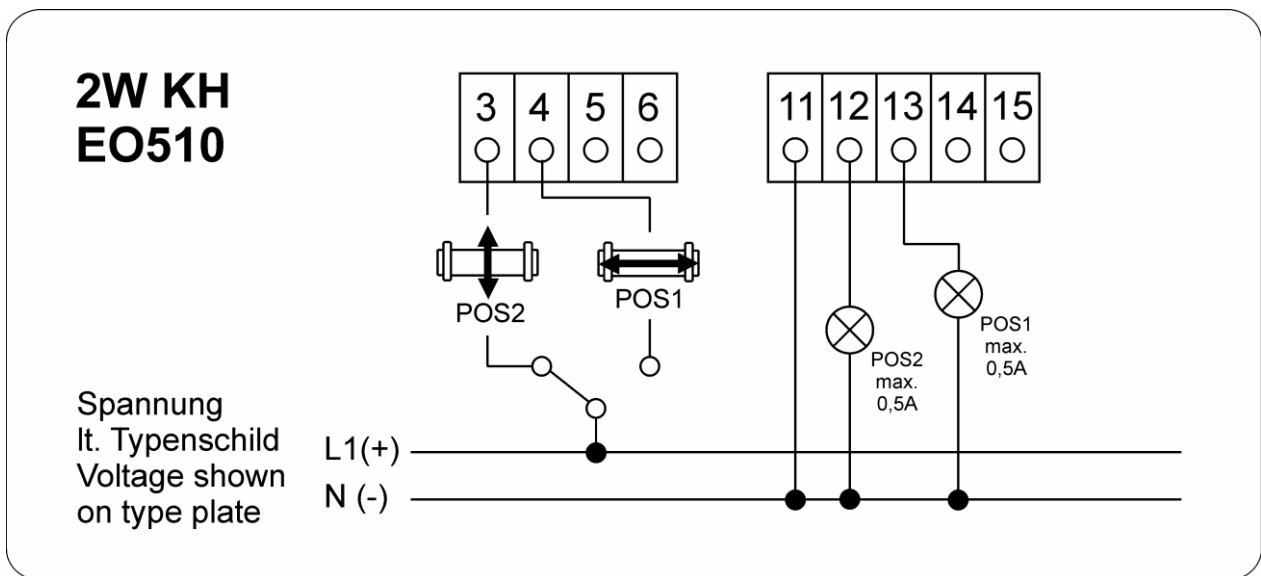 2W KH
EO510
3 4 5 6
11 12 13 14 15
POS2
POS1
POS1
max.
0,5A
POS2
max.
0,5A
Spannung
lt. Typenschild
Voltage shown
on type plate
L1(+)
N (-)